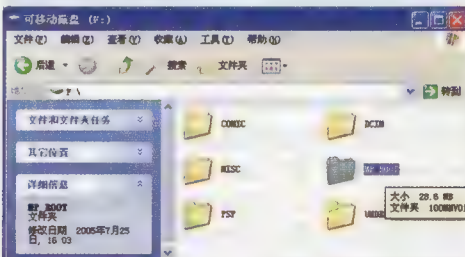 可移动磁盘 (F:)
文件(F) 编辑(E) 查看(V) 收藏(A) 工具(T) 帮助(H)
后退 搜索 文件夹
F:\ 转到
文件和文件夹任务
其它位置
详细信息
MP_ROOT
文件夹
修改日期: 2005年7月25
日, 16:03
COMIC
DCIM
MISC
MP_ROOT
PSP
大小: 28.6 MB
文件夹: 100MNV01